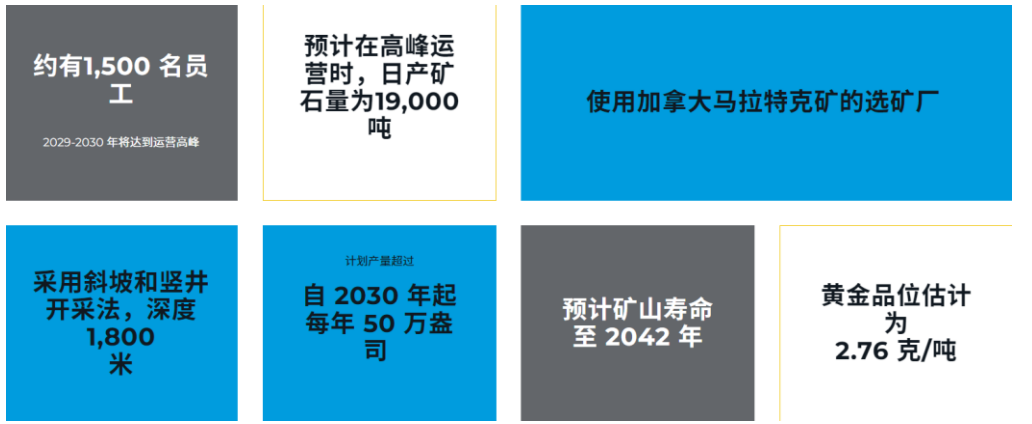 约有1,500 名员
工
2029-2030 年将达到运营高峰
预计在高峰运
营时，日产矿
石量为19,000
吨
使用加拿大马拉特克矿的选矿厂
采用斜坡和竖井
开采法，深度
1,800
米
计划产量超过
自 2030 年起
每年 50 万盎
司
预计矿山寿命
至 2042 年
黄金品位估计
为
2.76 克/吨